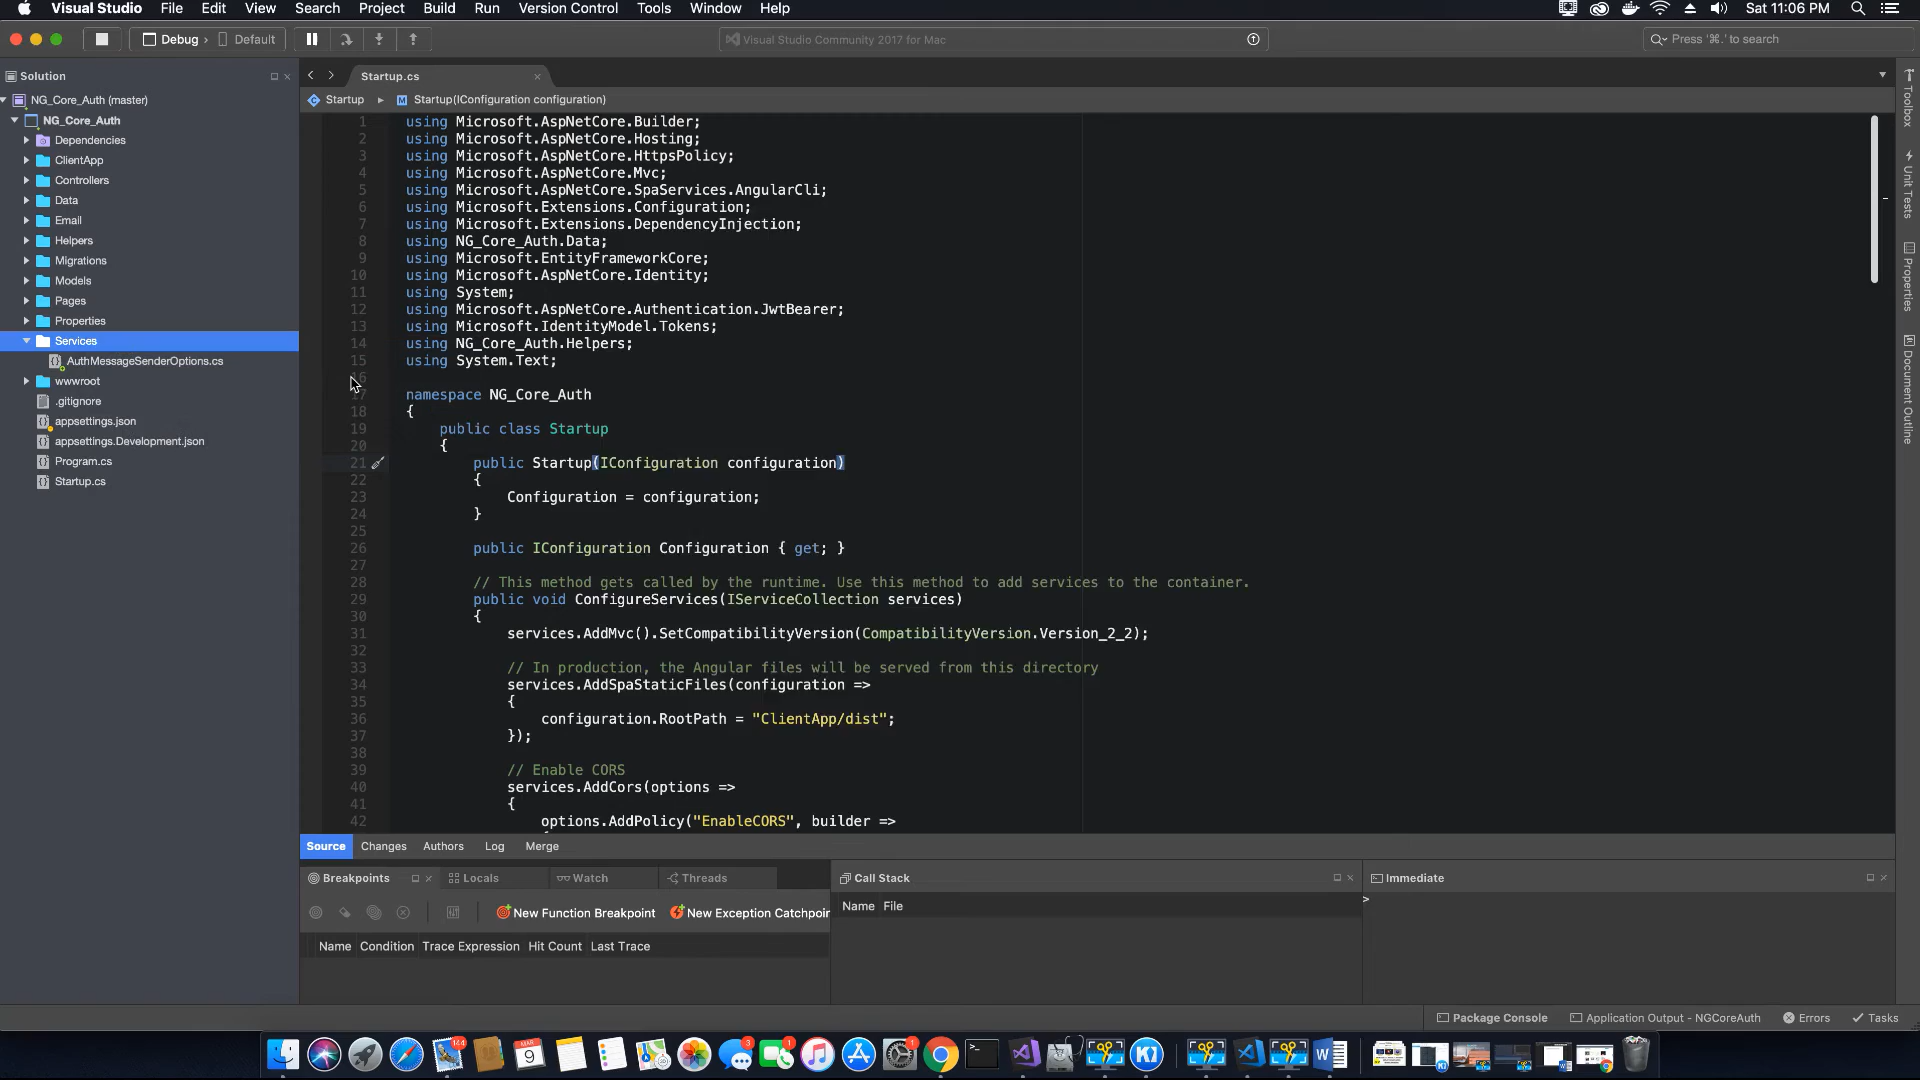 Visual Studio File Edit View Search Project Build Run Version Control Tools Window Help Sat 11:06 PM
Debug Default Visual Studio Community 2017 for Mac Press '⌘.' to search
Solution
NG_Core_Auth (master)
NG_Core_Auth
Dependencies
ClientApp
Controllers
Data
Email
Helpers
Migrations
Models
Pages
Properties
Services
AuthMessageSenderOptions.cs
wwwroot
.gitignore
appsettings.json
appsettings.Development.json
Program.cs
Startup.cs
Startup.cs
Startup Startup(IConfiguration configuration)
1 using Microsoft.AspNetCore.Builder;
2 using Microsoft.AspNetCore.Hosting;
3 using Microsoft.AspNetCore.HttpsPolicy;
4 using Microsoft.AspNetCore.Mvc;
5 using Microsoft.AspNetCore.SpaServices.AngularCli;
6 using Microsoft.Extensions.Configuration;
7 using Microsoft.Extensions.DependencyInjection;
8 using NG_Core_Auth.Data;
9 using Microsoft.EntityFrameworkCore;
10 using Microsoft.AspNetCore.Identity;
11 using System;
12 using Microsoft.AspNetCore.Authentication.JwtBearer;
13 using Microsoft.IdentityModel.Tokens;
14 using NG_Core_Auth.Helpers;
15 using System.Text;
16
17 namespace NG_Core_Auth
18 {
19 public class Startup
20 {
21 public Startup(IConfiguration configuration)
22 {
23 Configuration = configuration;
24 }
25
26 public IConfiguration Configuration { get; }
27
28 // This method gets called by the runtime. Use this method to add services to the container.
29 public void ConfigureServices(IServiceCollection services)
30 {
31 services.AddMvc().SetCompatibilityVersion(CompatibilityVersion.Version_2_2);
32
33 // In production, the Angular files will be served from this directory
34 services.AddSpaStaticFiles(configuration =>
35 {
36 configuration.RootPath = "ClientApp/dist";
37 });
38
39 // Enable CORS
40 services.AddCors(options =>
41 {
42 options.AddPolicy("EnableCORS", builder =>
Toolbox
Unit Tests
Properties
Document Outline
Source Changes Authors Log Merge
Breakpoints Locals Watch Threads
New Function Breakpoint New Exception Catchpoin
Name Condition Trace Expression Hit Count Last Trace
Call Stack
Name File
Immediate
>
Package Console Application Output - NGCoreAuth Errors Tasks
144 9 3 1 1 KI W